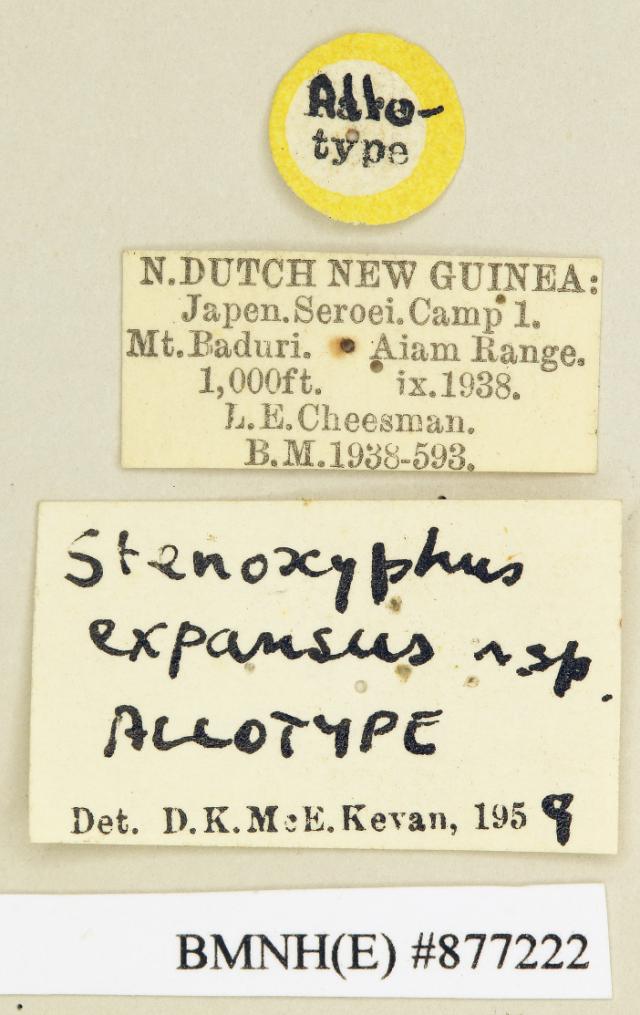 Allo-
type
N.DUTCH NEW GUINEA:
Japen.Seroei.Camp 1.
Mt.Baduri. Aiam Range.
1,000ft. ix.1938.
L.E.Cheesman.
B.M.1938-593.
Stenoxyphus
expansus n.sp.
ALLOTYPE
Det. D.K.McE.Kevan, 1959
BMNH(E) #877222